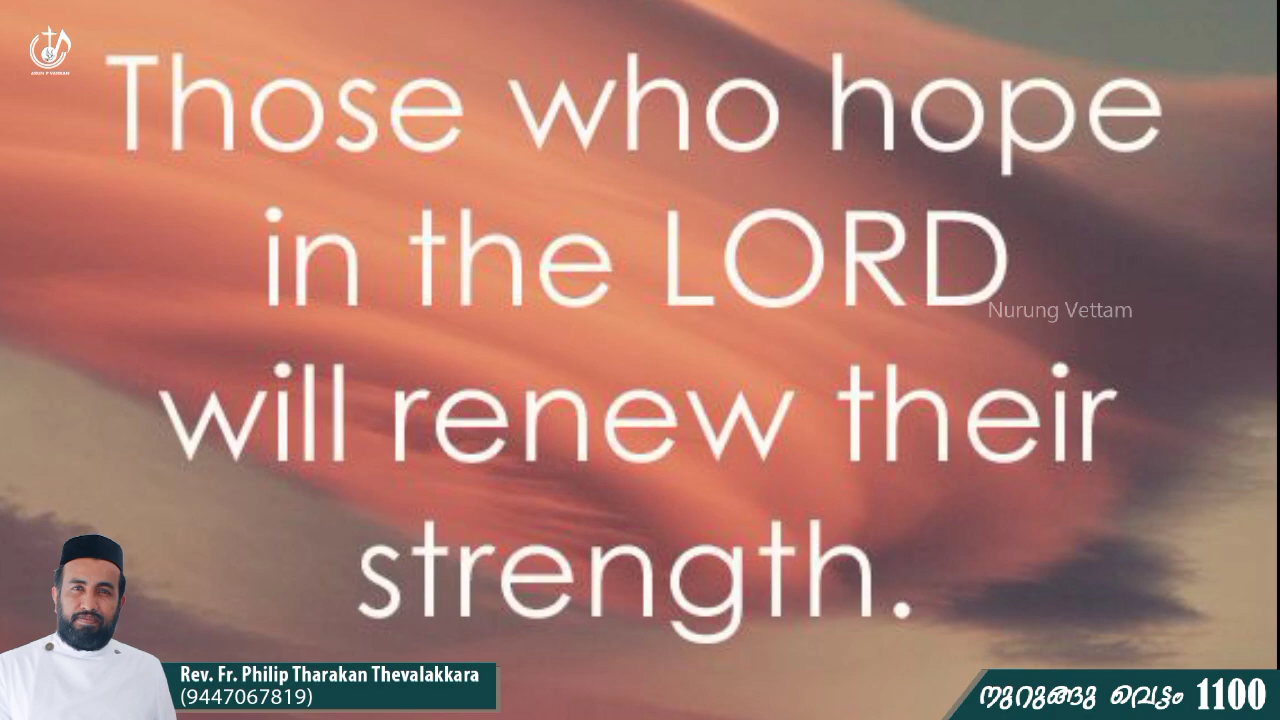 Those who hope
in the LORD
Nurung Vettam
will renew their
strength.
Rev. Fr. Philip Tharakan Thevalakkara
(9447067819)
നുറുങ്ങു വെട്ടം 1100